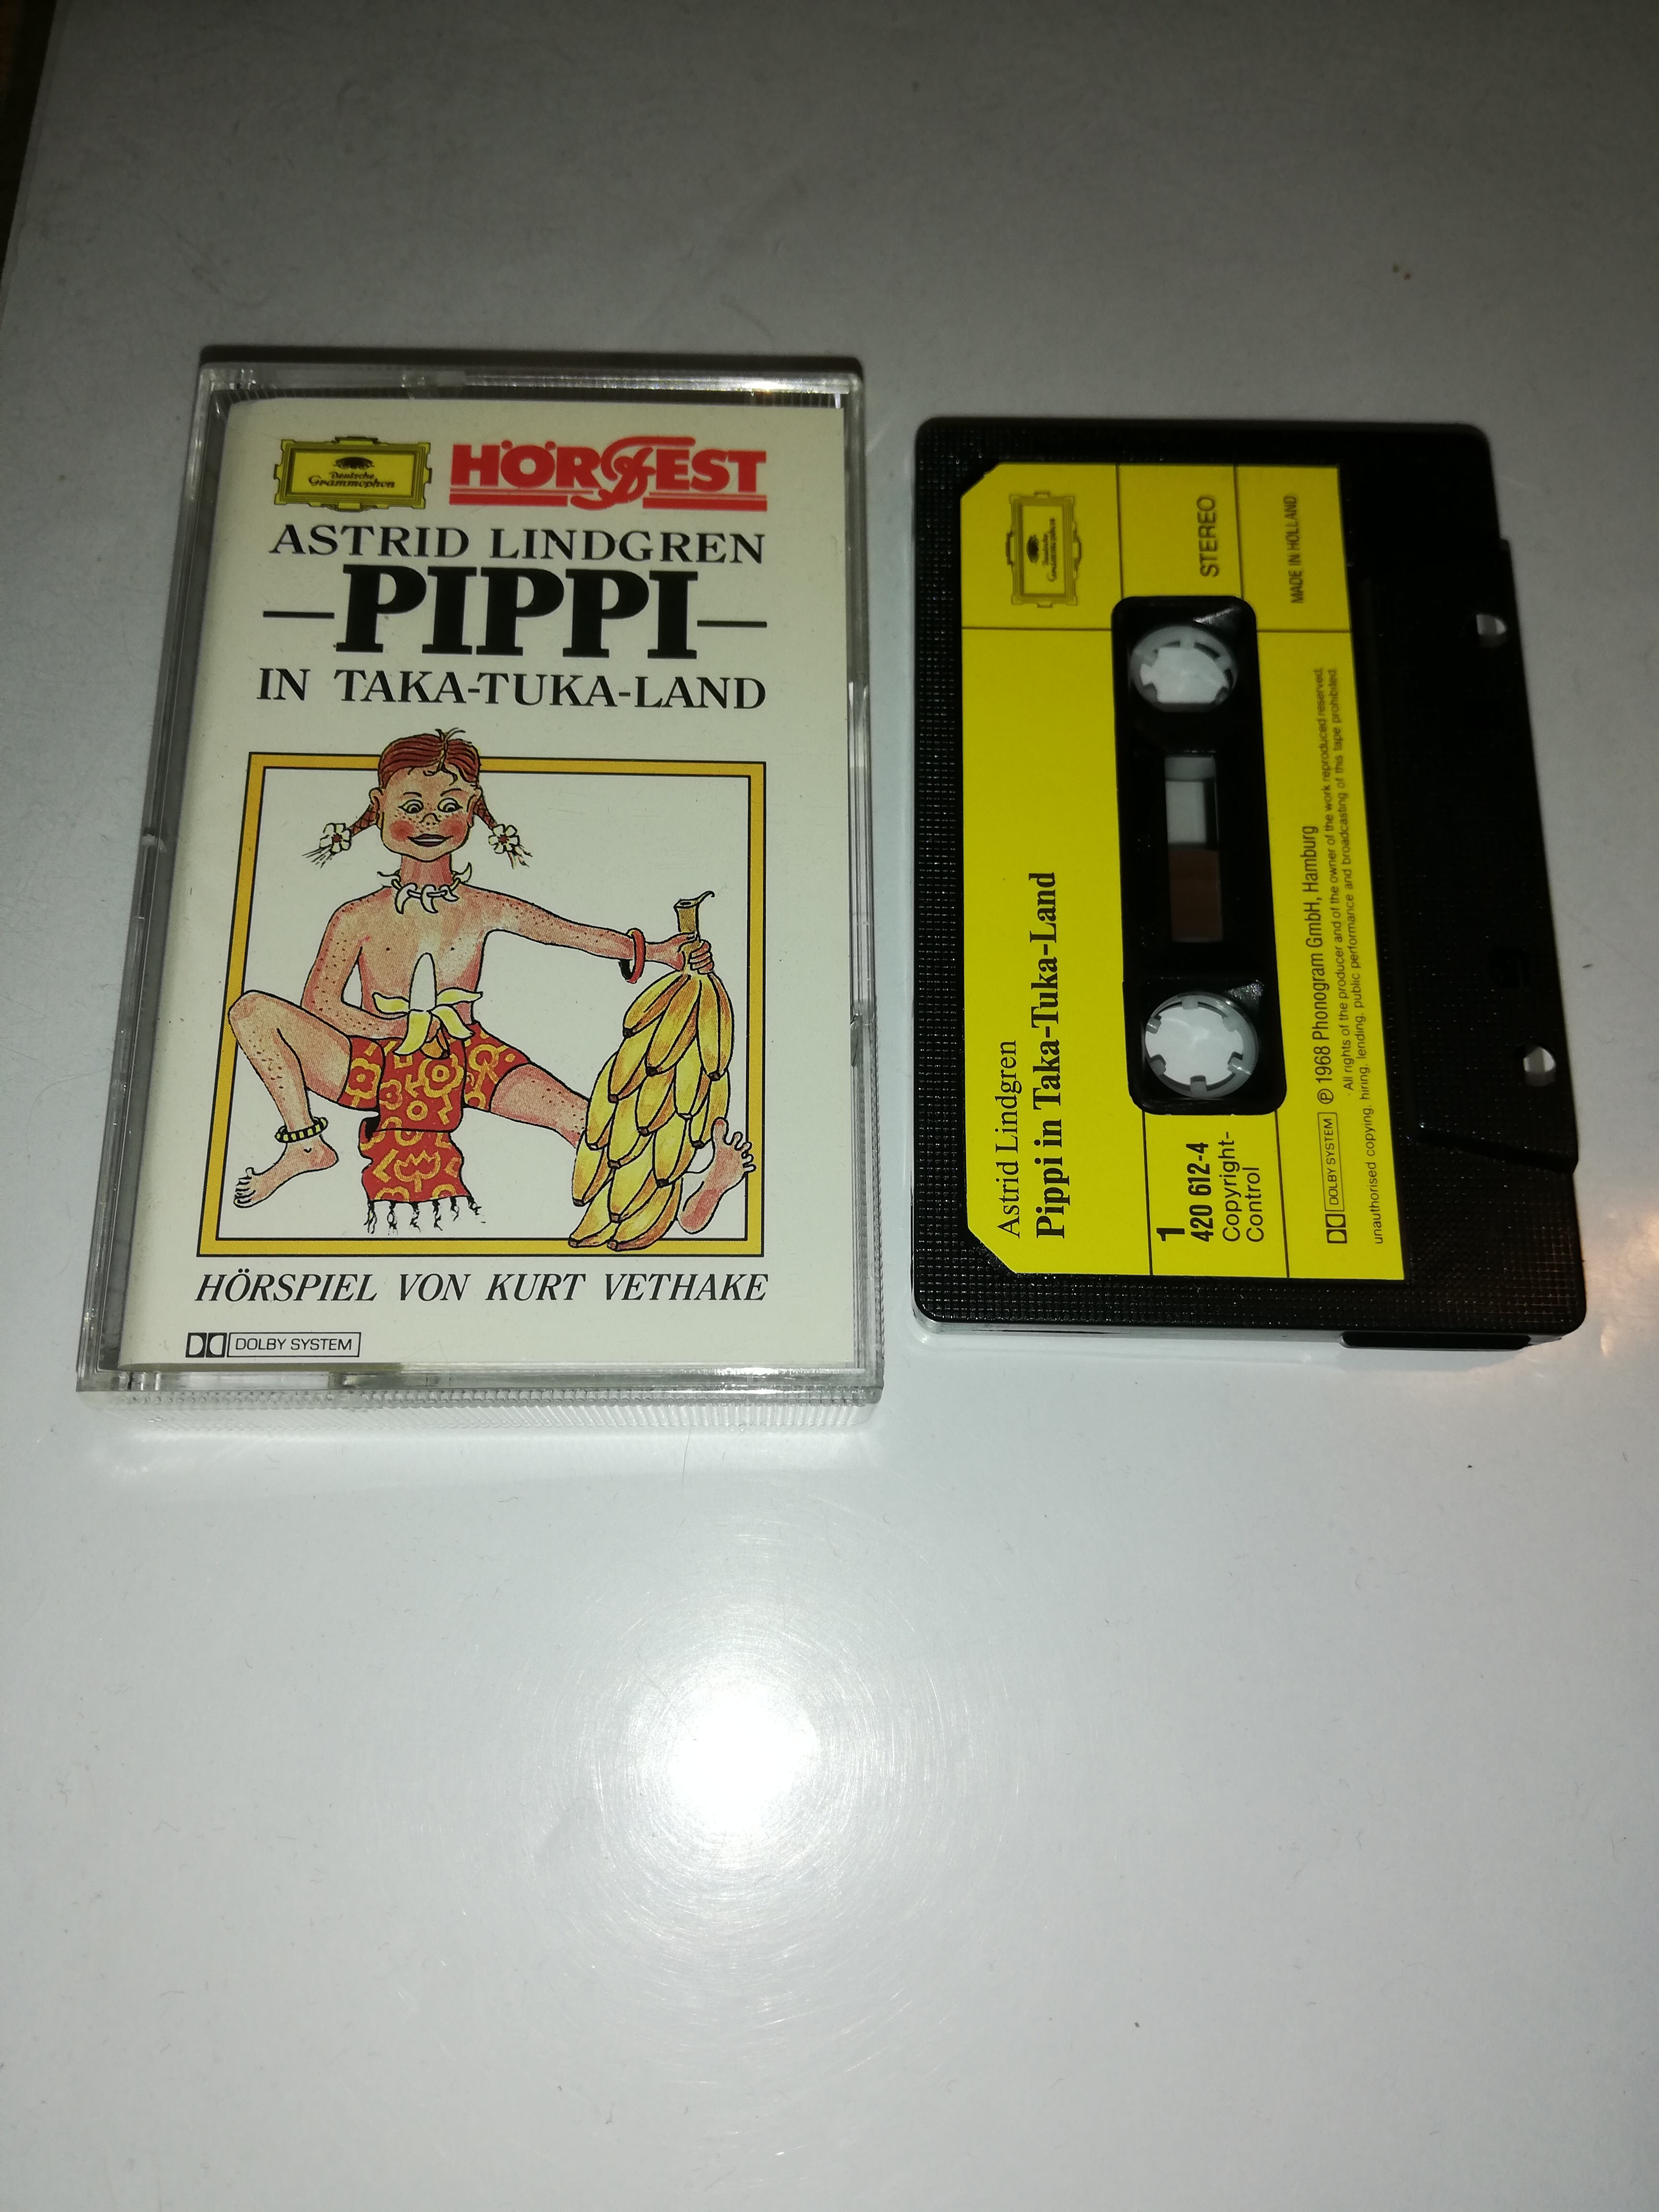 Deutsche
Grammophon
HÖRFEST
ASTRID LINDGREN
–PIPPI–
IN TAKA-TUKA-LAND
HÖRSPIEL VON KURT VETHAKE
DOLBY SYSTEM
Deutsche
Grammophon
STEREO
MADE IN HOLLAND
Astrid Lindgren
Pippi in Taka-Tuka-Land
1
420 612-4
Copyright-
Control
DOLBY SYSTEM ℗ 1968 Phonogram GmbH, Hamburg
All rights of the producer and of the owner of the work reproduced reserved.
unauthorised copying, hiring, lending, public performance and broadcasting of this tape prohibited.